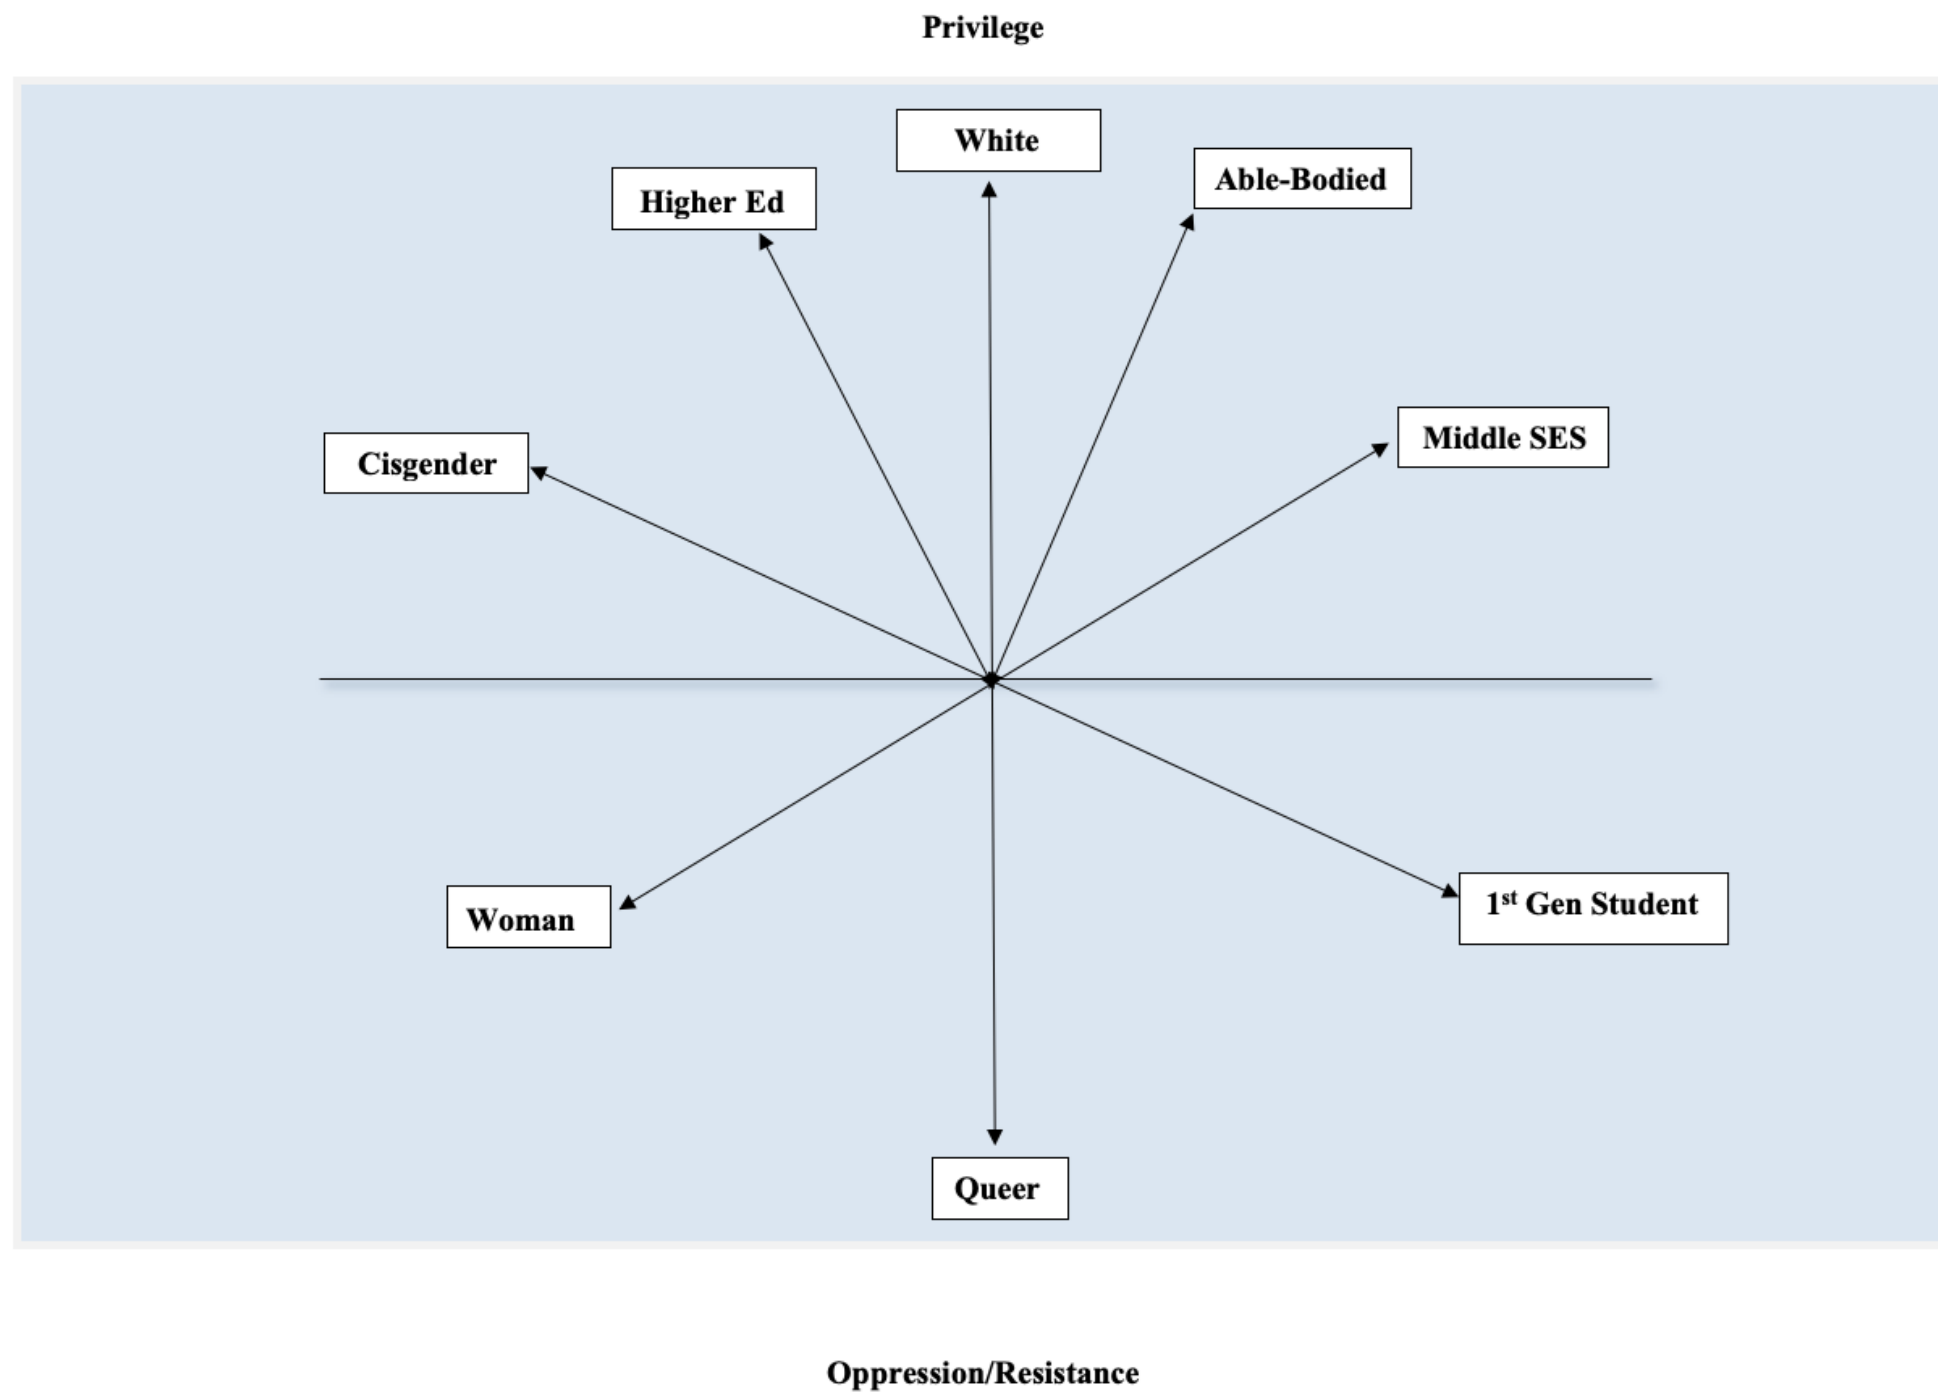 Privilege
White
Able-Bodied
Higher Ed
Middle SES
Cisgender
1st Gen Student
Woman
Queer
Oppression/Resistance